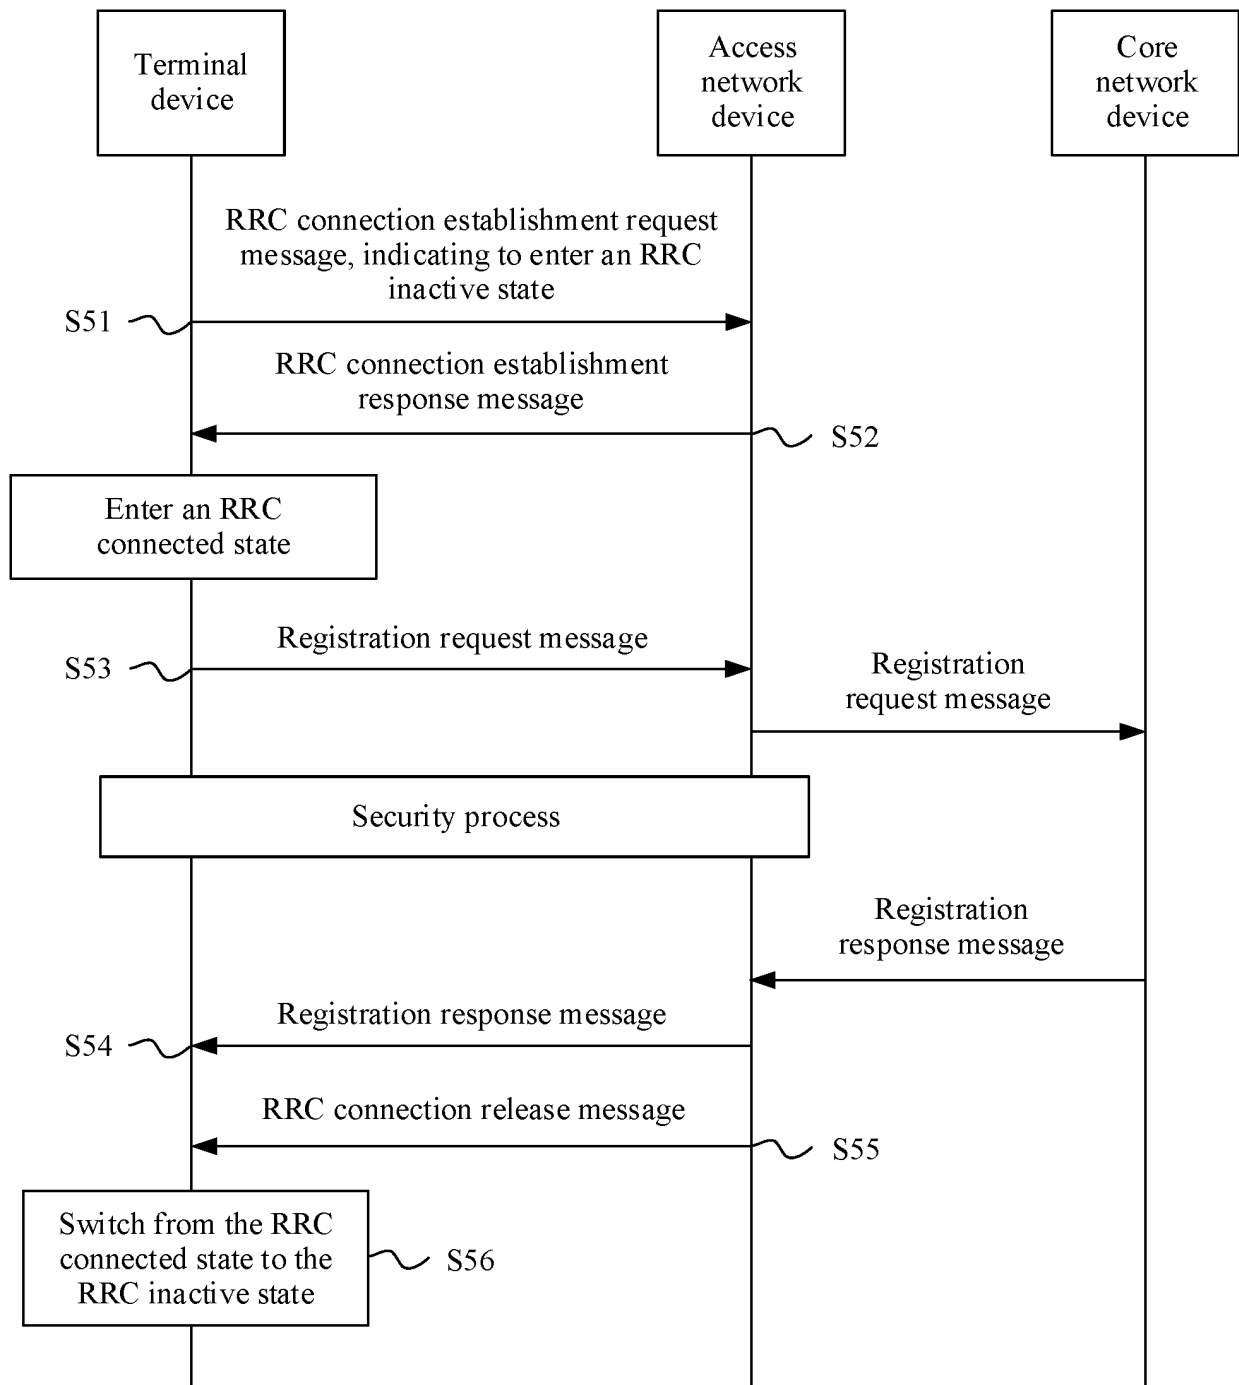 Terminal
device
Access
network
device
Core
network
device
RRC connection establishment request
message, indicating to enter an RRC
inactive state
S51
RRC connection establishment
response message
S52
Enter an RRC
connected state
Registration request message
S53
Registration
request message
Security process
Registration
response message
Registration response message
S54
RRC connection release message
S55
Switch from the RRC
connected state to the
RRC inactive state
S56